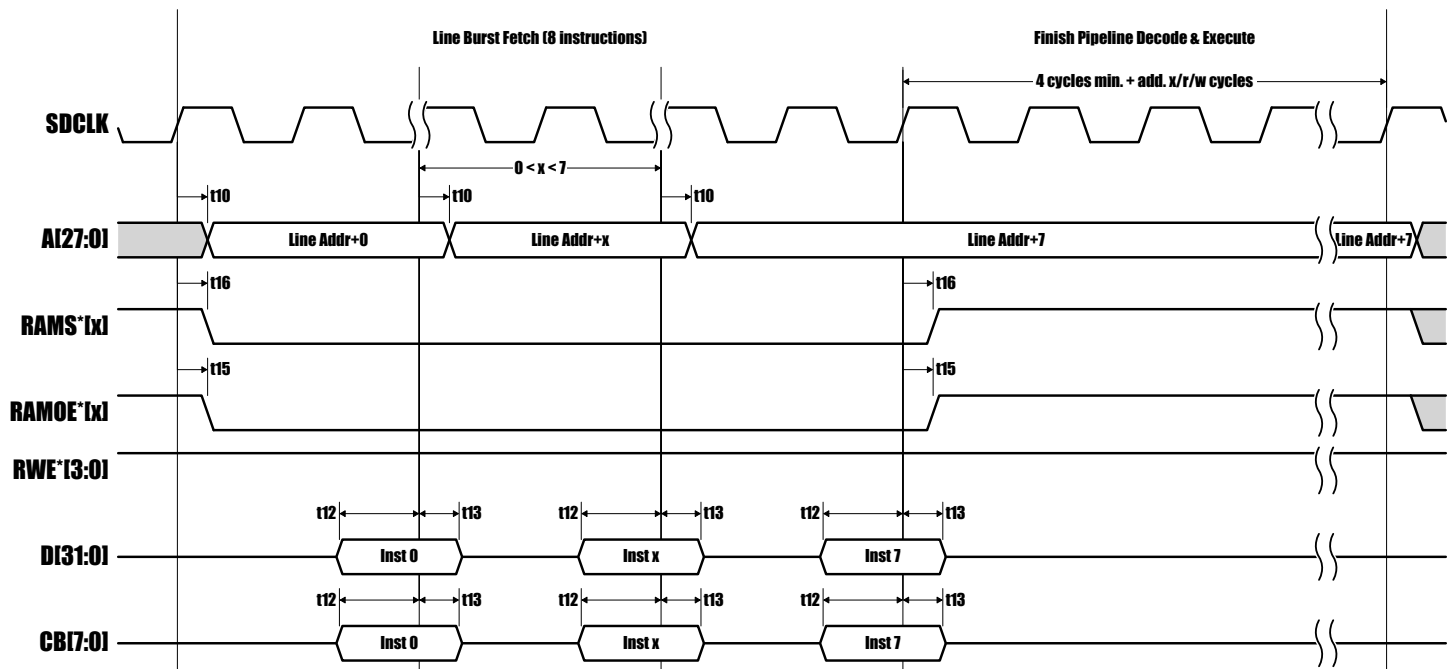 Line Burst Fetch (8 instructions) Finish Pipeline Decode & Execute
4 cycles min. + add. x/r/w cycles
SDCLK
0 < x < 7
t10 t10 t10
A[27:0] Line Addr+0 Line Addr+x Line Addr+7 Line Addr+7
t16 t16
RAMS*[x]
t15 t15
RAMOE*[x]
RWE*[3:0]
t12 t13 t12 t13 t12 t13
D[31:0] Inst 0 Inst x Inst 7
t12 t13 t12 t13 t12 t13
CB[7:0] Inst 0 Inst x Inst 7